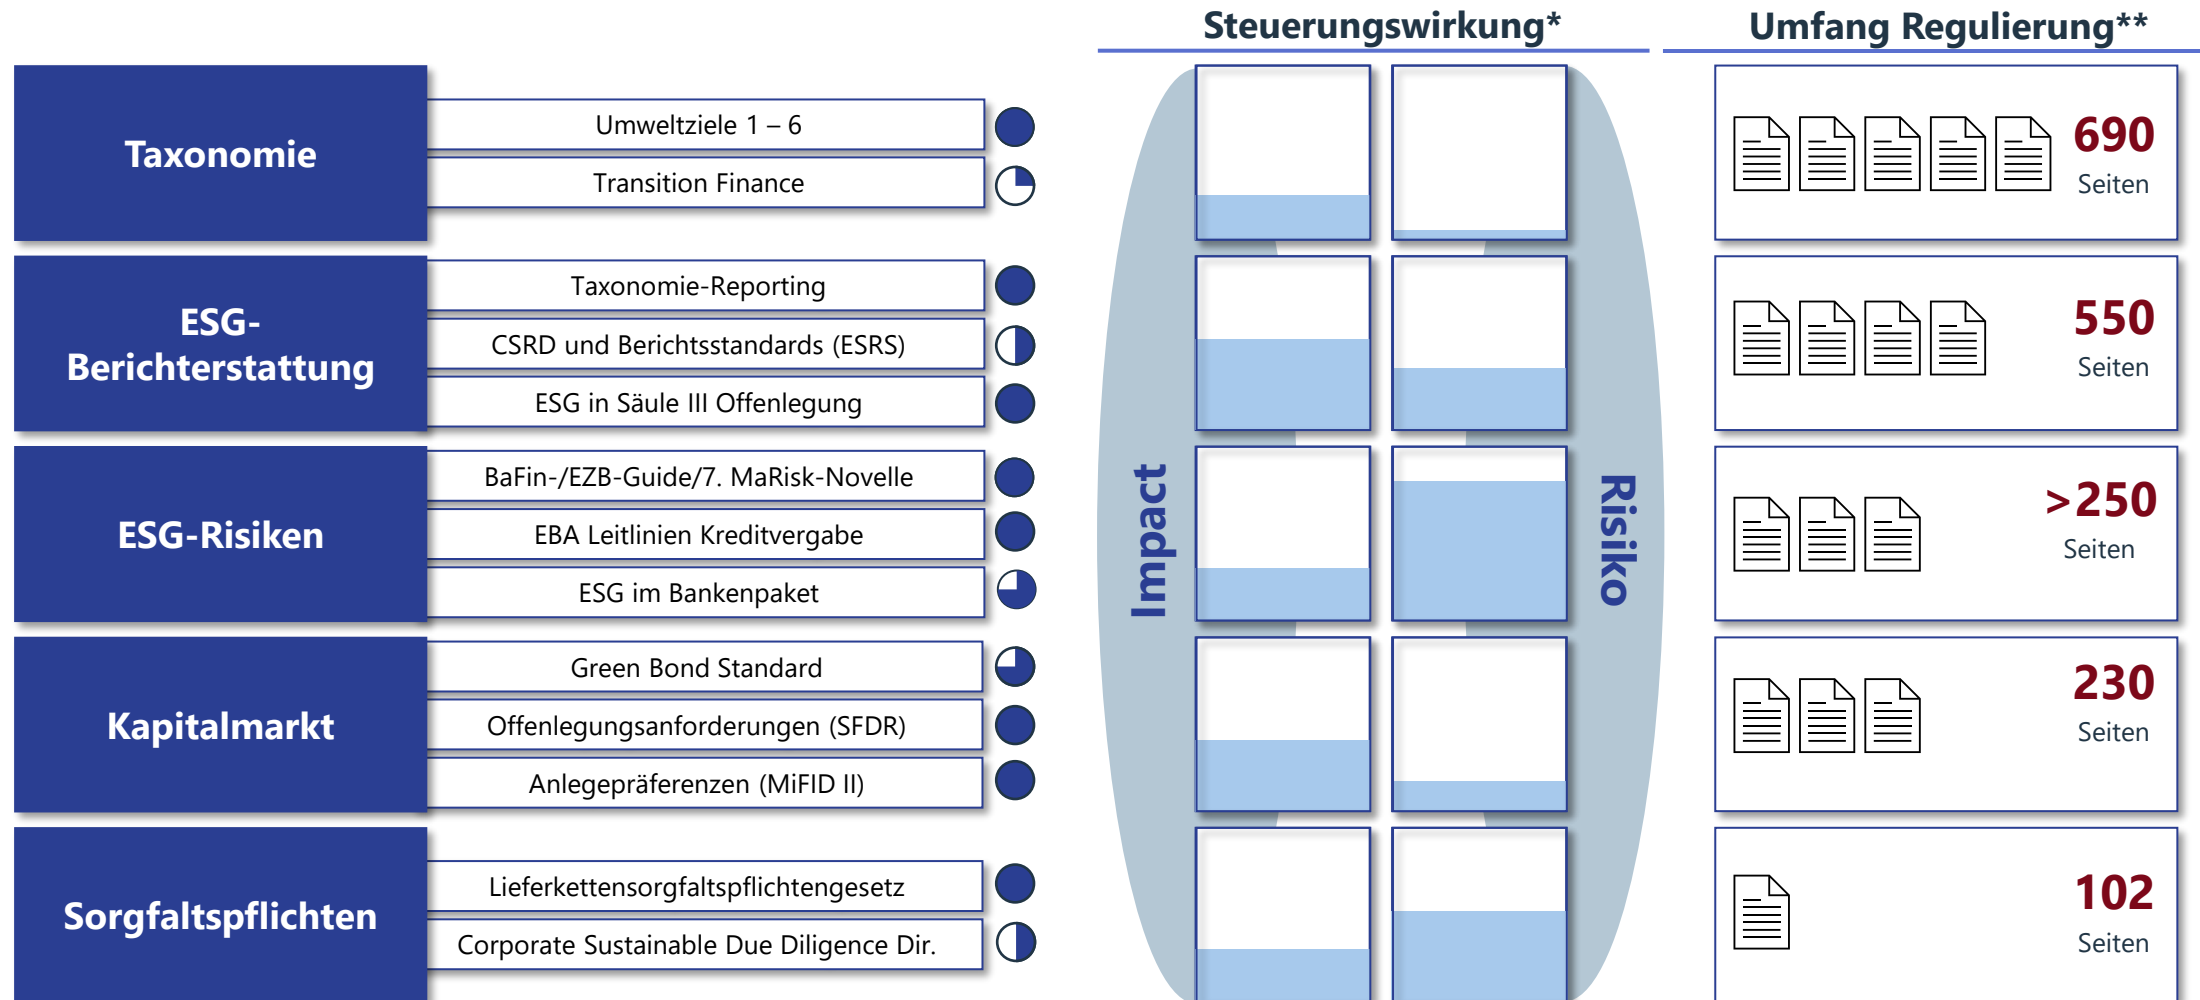 Steuerungswirkung*
Umfang Regulierung**
Taxonomie
Umweltziele 1 – 6
Transition Finance
690
Seiten
ESG-
Berichterstattung
Taxonomie-Reporting
CSRD und Berichtsstandards (ESRS)
ESG in Säule III Offenlegung
550
Seiten
ESG-Risiken
BaFin-/EZB-Guide/7. MaRisk-Novelle
EBA Leitlinien Kreditvergabe
ESG im Bankenpaket
Impact
Risiko
>250
Seiten
Kapitalmarkt
Green Bond Standard
Offenlegungsanforderungen (SFDR)
Anlegepräferenzen (MiFID II)
230
Seiten
Sorgfaltspflichten
Lieferkettensorgfaltspflichtengesetz
Corporate Sustainable Due Diligence Dir.
102
Seiten